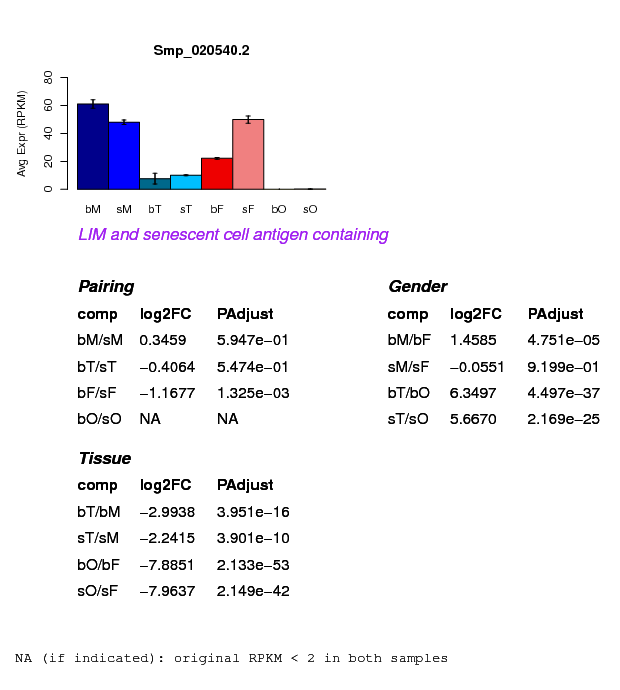 Smp_020540.2
Avg Expr (RPKM)
80
60
40
20
0
bM sM bT sT bF sF bO sO
LIM and senescent cell antigen containing
Pairing
comp log2FC PAdjust
bM/sM 0.3459 5.947e−01
bT/sT −0.4064 5.474e−01
bF/sF −1.1677 1.325e−03
bO/sO NA NA
Gender
comp log2FC PAdjust
bM/bF 1.4585 4.751e−05
sM/sF −0.0551 9.199e−01
bT/bO 6.3497 4.497e−37
sT/sO 5.6670 2.169e−25
Tissue
comp log2FC PAdjust
bT/bM −2.9938 3.951e−16
sT/sM −2.2415 3.901e−10
bO/bF −7.8851 2.133e−53
sO/sF −7.9637 2.149e−42
NA (if indicated): original RPKM < 2 in both samples